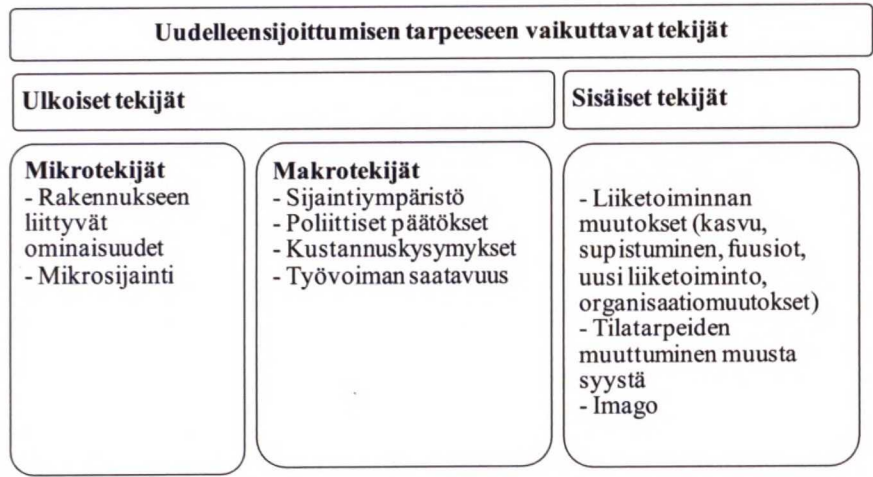 Uudelleensijoittumisen tarpeeseen vaikuttavat tekijät
Ulkoiset tekijät
Sisäiset tekijät
Mikrotekijät
- Rakennukseen
liittyvät
ominaisuudet
- Mikrosijainti
Makrotekijät
- Sijaintiympäristö
- Poliittiset päätökset
- Kustannuskysymykset
- Työvoiman saatavuus
- Liiketoiminnan
muutokset (kasvu,
supistuminen, fuusiot,
uusi liiketoiminto,
organisaatiomuutokset)
- Tilatarpeiden
muuttuminen muusta
syystä
- Imago